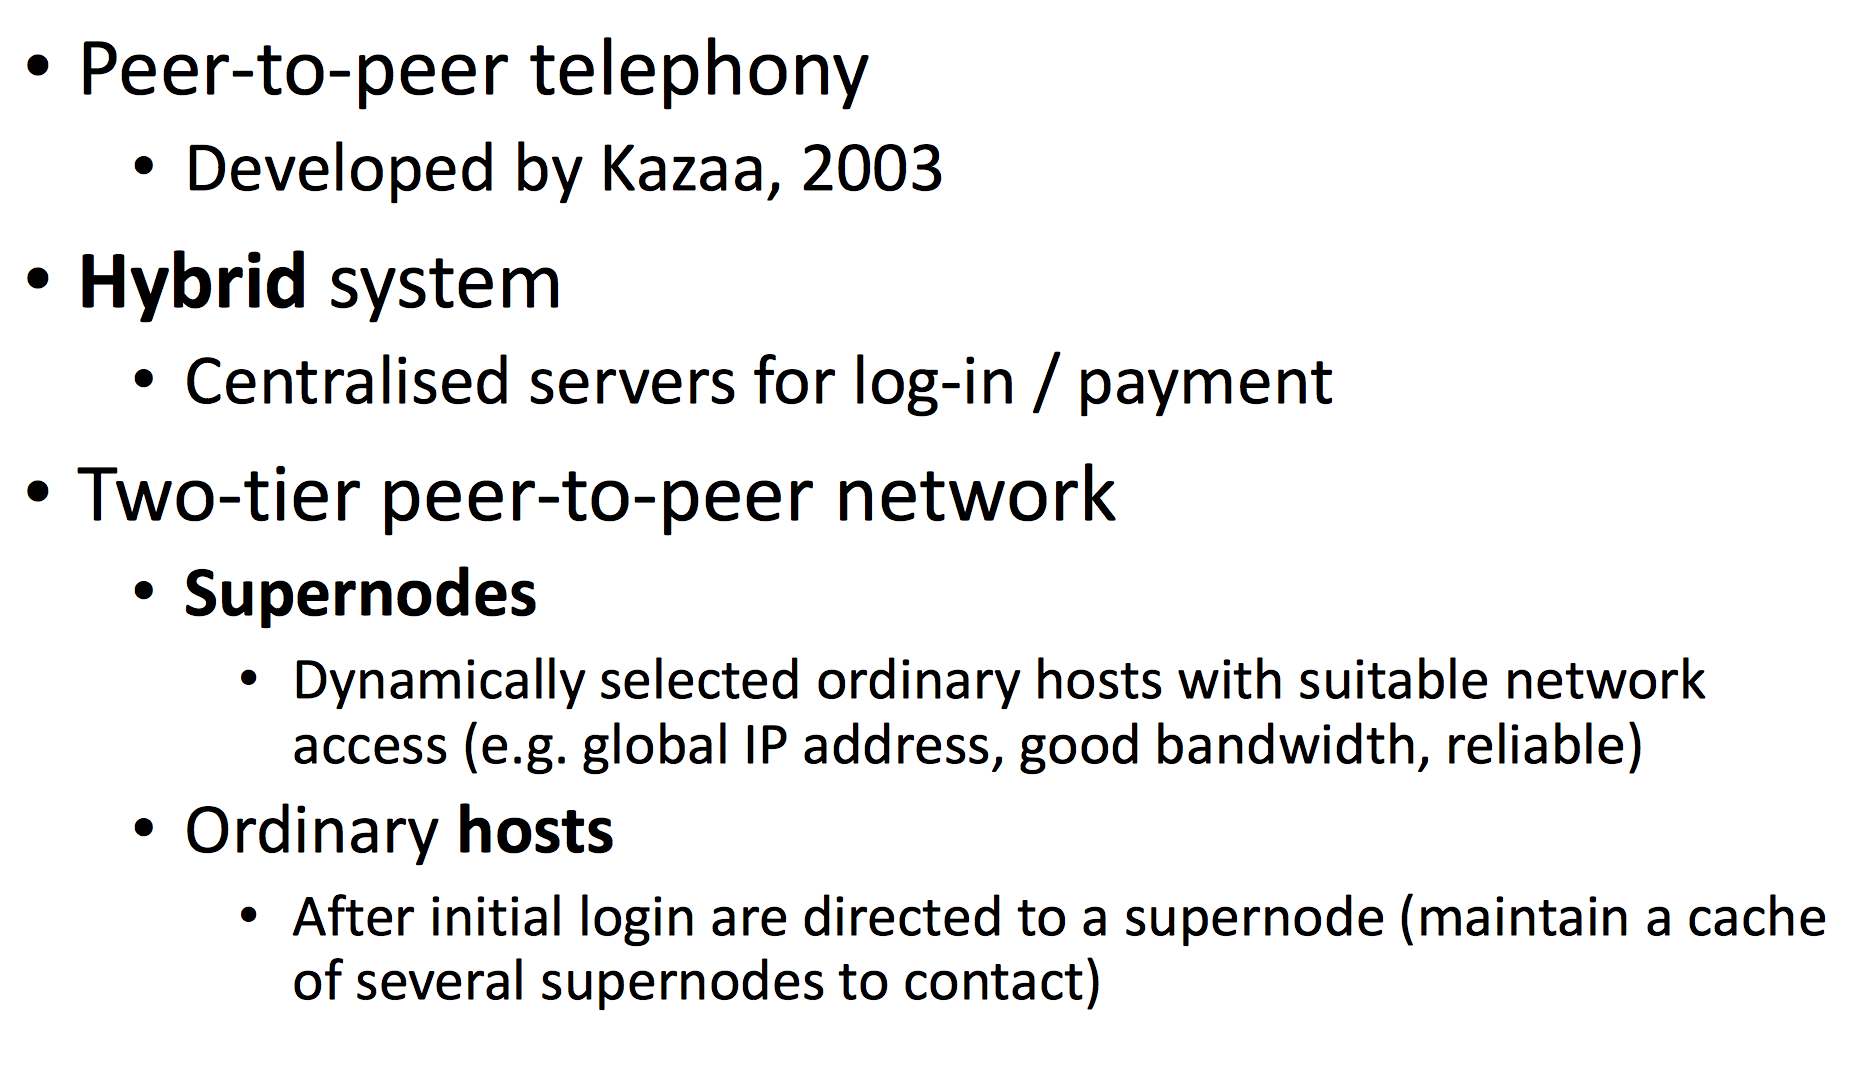 • Peer-to-peer telephony
• Developed by Kazaa, 2003
• Hybrid system
• Centralised servers for log-in / payment
• Two-tier peer-to-peer network
• Supernodes
• Dynamically selected ordinary hosts with suitable network
access (e.g. global IP address, good bandwidth, reliable)
• Ordinary hosts
• After initial login are directed to a supernode (maintain a cache
of several supernodes to contact)